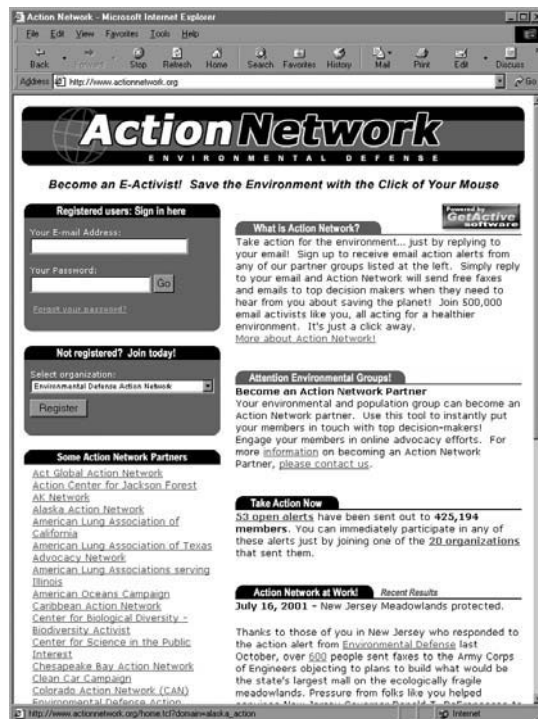 Action Network - Microsoft Internet Explorer
File Edit View Favorites Tools Help
Back Forward Stop Refresh Home Search Favorites History Mail Print Edit Discuss
Address http://www.actionnetwork.org Go
Action Network
ENVIRONMENTAL DEFENSE
Become an E-Activist! Save the Environment with the Click of Your Mouse
Registered users: Sign in here
Your E-mail Address:
Your Password:
Go
Forgot your password?
Not registered? Join today!
Select organization:
Environmental Defense Action Network
Register
Some Action Network Partners
Act Global Action Network
Action Center for Jackson Forest
AK Network
Alaska Action Network
American Lung Association of
California
American Lung Association of Texas
Advocacy Network
American Lung Associations serving
Illinois
American Oceans Campaign
Caribbean Action Network
Center for Biological Diversity -
Biodiversity Activist
Center for Science in the Public
Interest
Chesapeake Bay Action Network
Clean Car Campaign
Colorado Action Network (CAN)
Environmental Defense Action
Powered by
GetActive
software
What is Action Network?
Take action for the environment... just by replying
to your email! Sign up to receive email action alerts from
any of our partner groups listed at the left. Simply reply
to your email and Action Network will send free faxes
and emails to top decision makers when they need to
hear from you about saving the planet! Join 500,000
email activists like you, all acting for a healthier
environment. It's just a click away.
More about Action Network!
Attention Environmental Groups!
Become an Action Network Partner
Your environmental and population group can become an
Action Network partner. Use this tool to instantly put
your members in touch with top decision-makers!
Engage your members in online advocacy efforts. For
more information on becoming an Action Network
Partner, please contact us.
Take Action Now
53 open alerts have been sent out to 425,194
members. You can immediately participate in any of
these alerts just by joining one of the 20 organizations
that sent them.
Action Network at Work! Recent Results
July 16, 2001 - New Jersey Meadowlands protected.
Thanks to those of you in New Jersey who responded to
the action alert from Environmental Defense last
October, over 600 people sent faxes to the Army Corps
of Engineers objecting to plans to build what would be
the state's largest mall on the ecologically fragile
meadowlands. Pressure from folks like you helped
http://www.actionnetwork.org/home.tcl?domain=alaska_action Internet